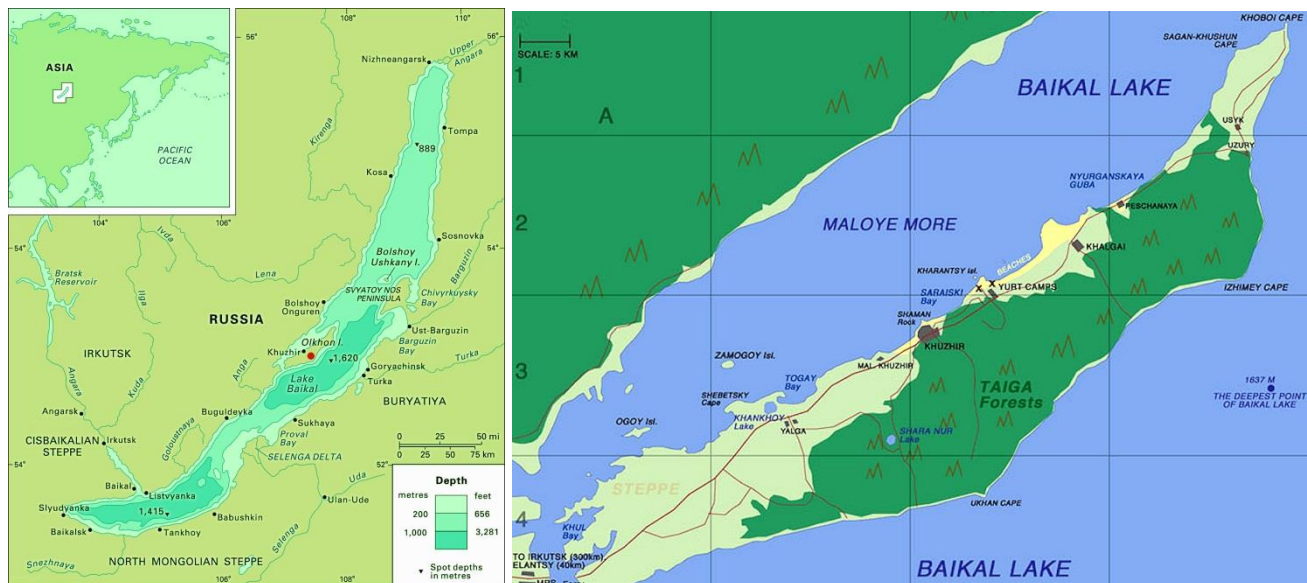 ASIA
PACIFIC
OCEAN
108°
110°
56°
56°
Nizhneangarsk
Upper
Angara
Kirenga
Tompa
889
Kosa
104°
106°
54°
54°
Sosnovka
Ivda
Lena
Bolshoy
Ushkany I.
Barguzin
Bratsk
Reservoir
Ilga
SVYATOY NOS
PENINSULA
Chivyrkuysky
Bay
Bolshoy
Onguren
RUSSIA
Olkhon I.
Ust-Barguzin
Barguzin
Bay
Khuzhir
1,620
IRKUTSK
Turka
Anga
Goryachinsk
Turka
Angara
Kuda
Lake
Baikal
BURYATIYA
Angarsk
Buguldeyka
Sukhaya
Goloustnaya
Proval
Bay
CISBAIKALIAN
STEPPE
Irkutsk
SELENGA DELTA
0 25 50 mi
0 25 50 75 km
54°
52°
Uda
Listvyanka
Ulan-Ude
Slyudyanka
1,415
Babushkin
Baikalsk
Tankhoy
Selenga
NORTH MONGOLIAN STEPPE
Snezhnaya
106°
108°
Depth
metres feet
200 656
1,000 3,281
Spot depths
in metres
SCALE: 5 KM
KHOBOI CAPE
SAGAN-KHUSHUN
CAPE
1
BAIKAL LAKE
A
USYK
UZURY
NYURGANSKAYA
GUBA
2
PESCHANAYA
MALOYE MORE
KHALGAI
BEACHES
KHARANTSY Isl.
YURT CAMPS
SARAISKI
Bay
IZHIMEY CAPE
SHAMAN
Rock
KHUZHIR
ZAMOGOY Isl.
MAL. KHUZHIR
3
TOGAY
Bay
TAIGA
Forests
1637 M
THE DEEPEST POINT
OF BAIKAL LAKE
SHEBETSKY
Cape
OGOY Isl.
KHANKHOY
Lake
YALGA
SHARA NUR
Lake
STEPPE
UKHAN CAPE
4
KHUL
Bay
TO IRKUTSK (300km)
ELANTSY (40km)
BAIKAL LAKE